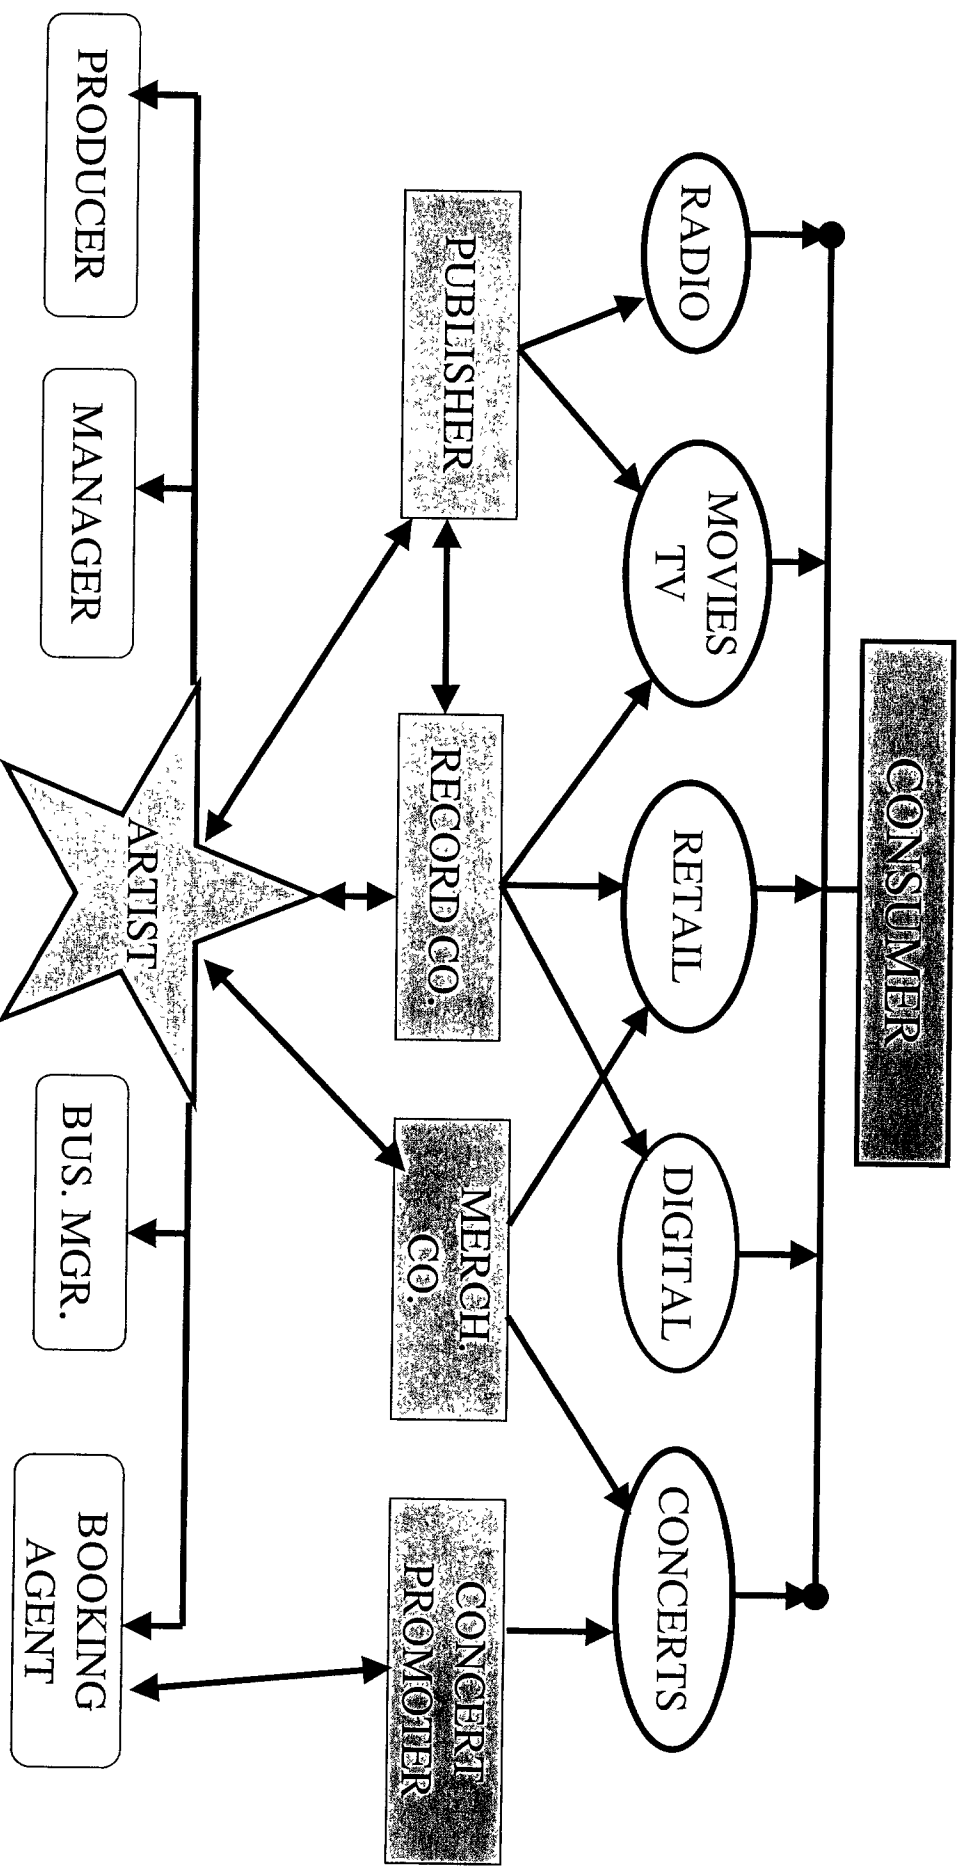 CONSUMER
RADIO
MOVIES
TV
RETAIL
DIGITAL
CONCERTS
PUBLISHER
RECORD CO.
MERCH.
CO.
CONCERT
PROMOTER
ARTIST
PRODUCER
MANAGER
BUS. MGR.
BOOKING
AGENT